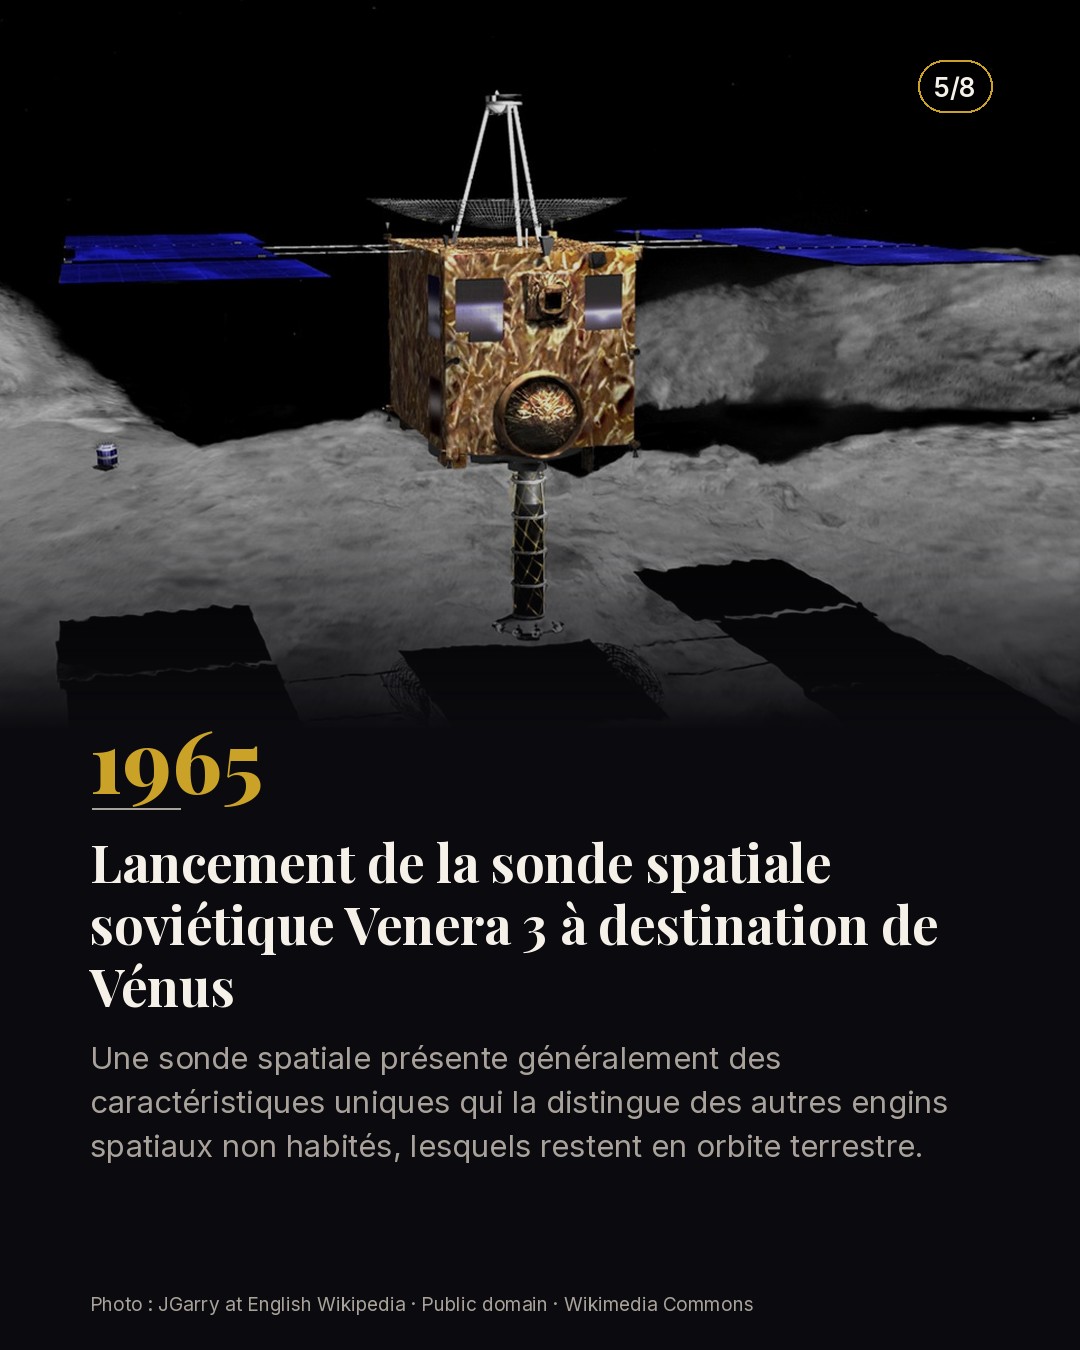 5/8
1965
Lancement de la sonde spatiale
soviétique Venera 3 à destination de
Vénus
Une sonde spatiale présente généralement des
caractéristiques uniques qui la distingue des autres engins
spatiaux non habités, lesquels restent en orbite terrestre.
Photo : JGarry at English Wikipedia · Public domain · Wikimedia Commons